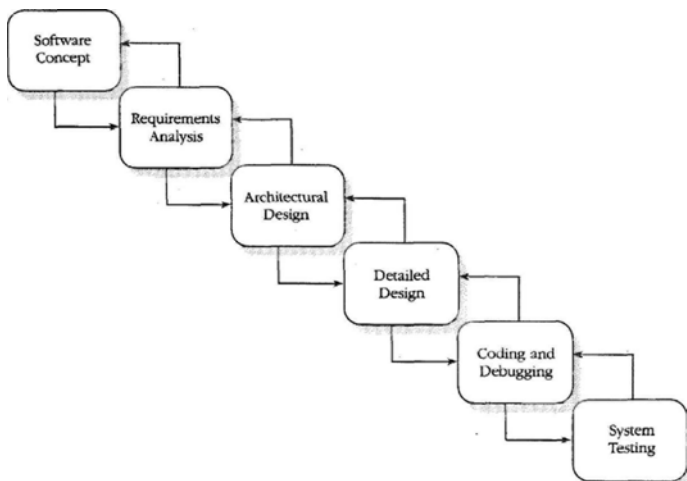 Software
Concept
Requirements
Analysis
Architectural
Design
Detailed
Design
Coding and
Debugging
System
Testing